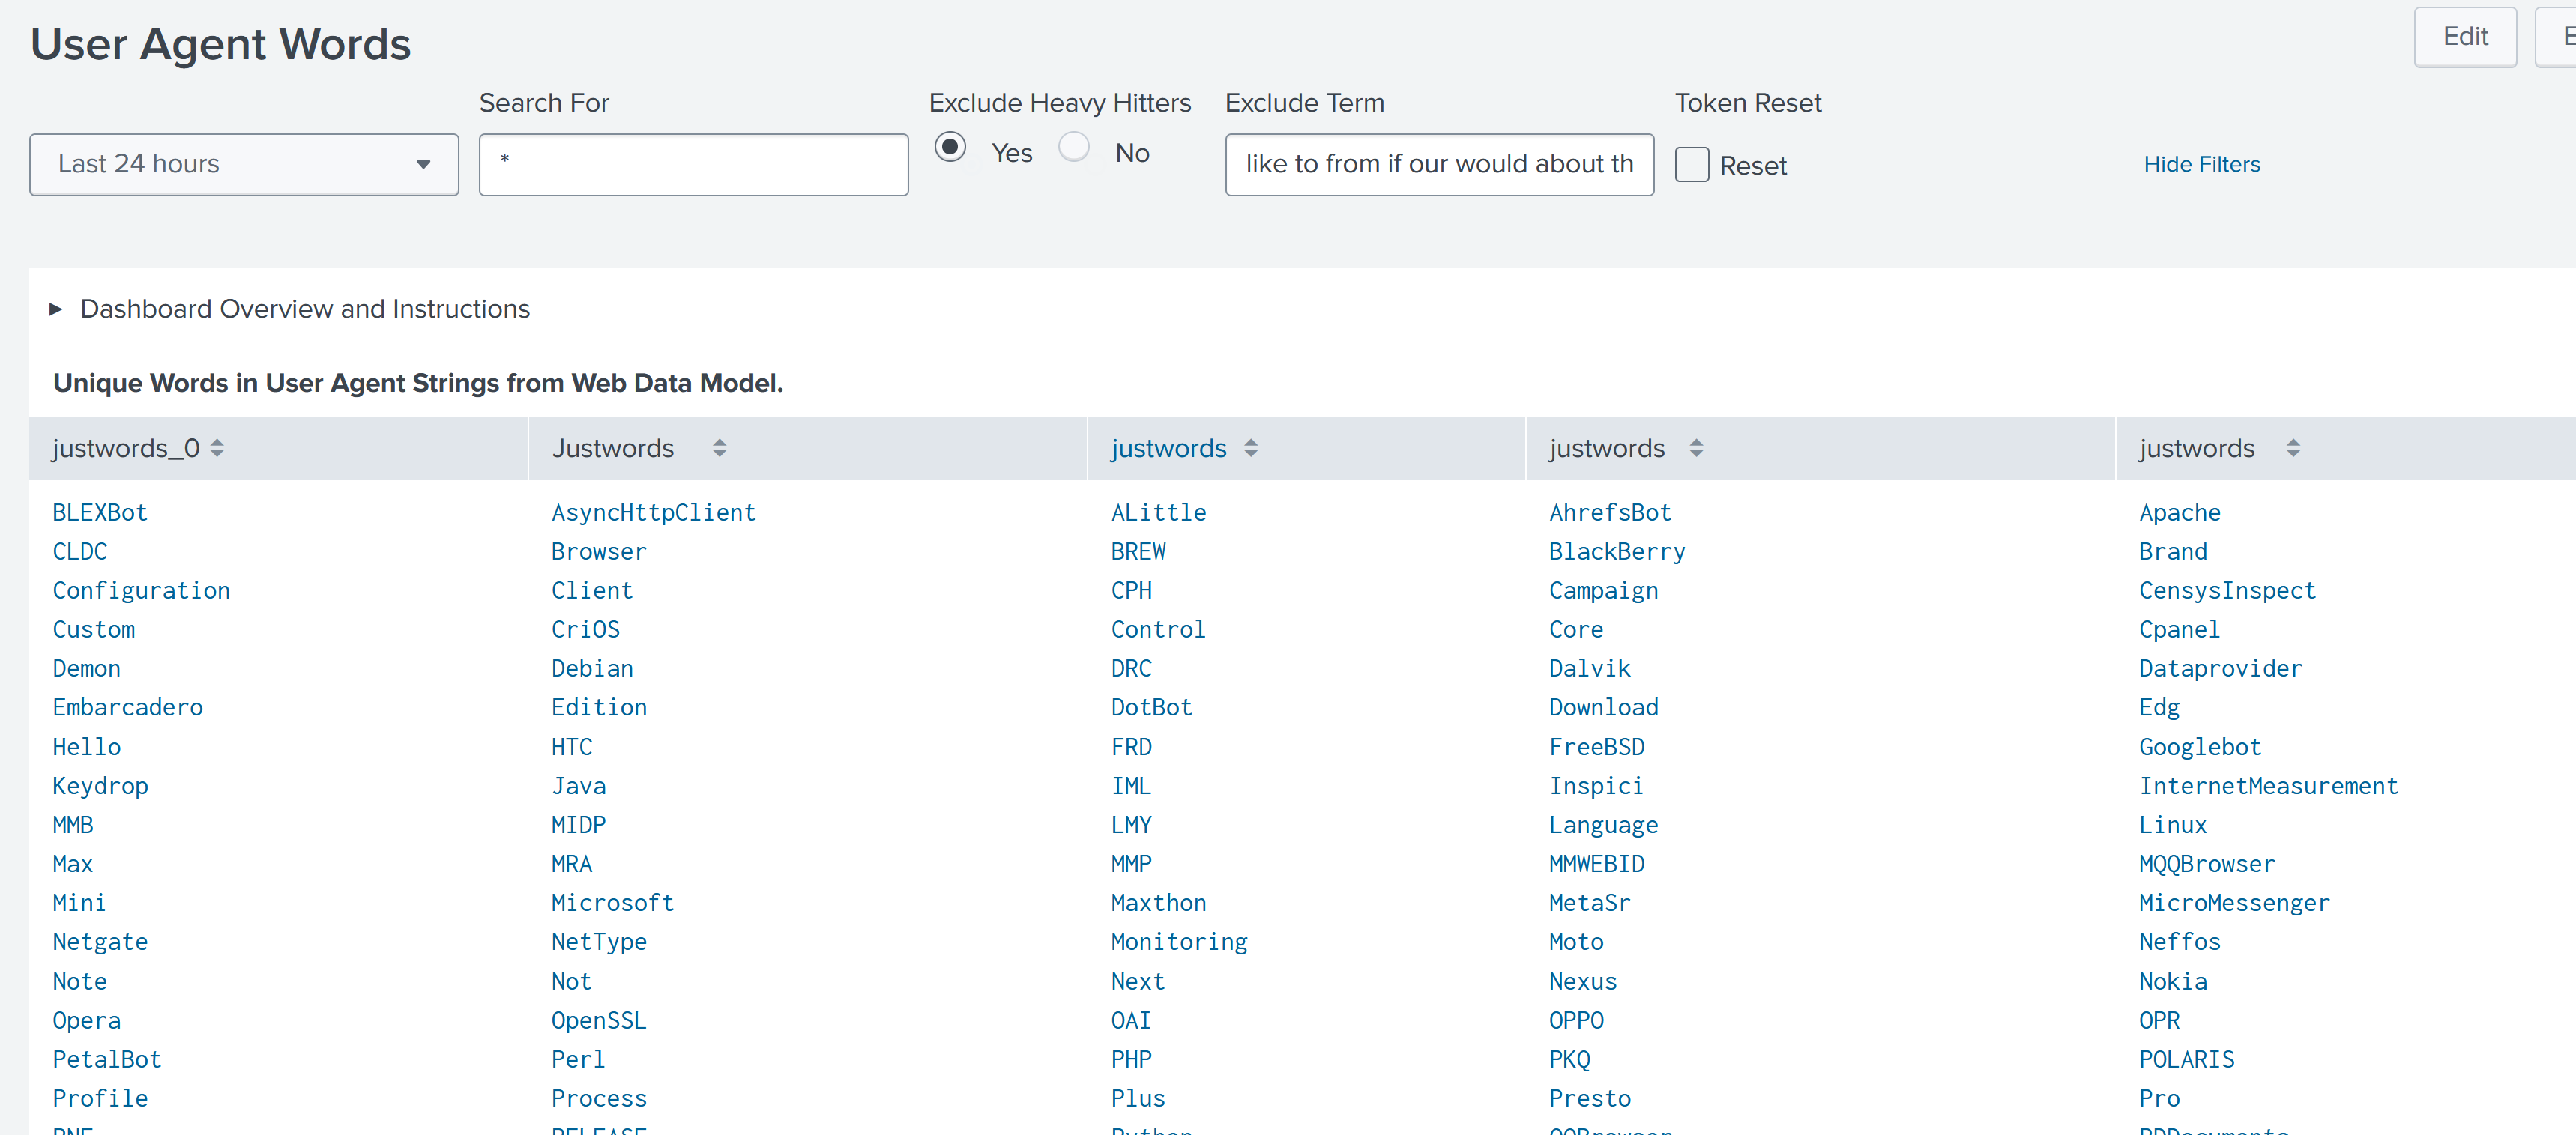 User Agent Words
Edit
Search For
Exclude Heavy Hitters
Exclude Term
Token Reset
Last 24 hours
*
Yes
No
like to from if our would about th
Reset
Hide Filters
Dashboard Overview and Instructions
Unique Words in User Agent Strings from Web Data Model.
justwords_0 Justwords justwords justwords justwords
BLEXBot AsyncHttpClient ALittle AhrefsBot Apache
CLDC Browser BREW BlackBerry Brand
Configuration Client CPH Campaign CensysInspect
Custom CriOS Control Core Cpanel
Demon Debian DRC Dalvik Dataprovider
Embarcadero Edition DotBot Download Edg
Hello HTC FRD FreeBSD Googlebot
Keydrop Java IML Inspici InternetMeasurement
MMB MIDP LMY Language Linux
Max MRA MMP MMWEBID MQQBrowser
Mini Microsoft Maxthon MetaSr MicroMessenger
Netgate NetType Monitoring Moto Neffos
Note Not Next Nexus Nokia
Opera OpenSSL OAI OPPO OPR
PetalBot Perl PHP PKQ POLARIS
Profile Process Plus Presto Pro